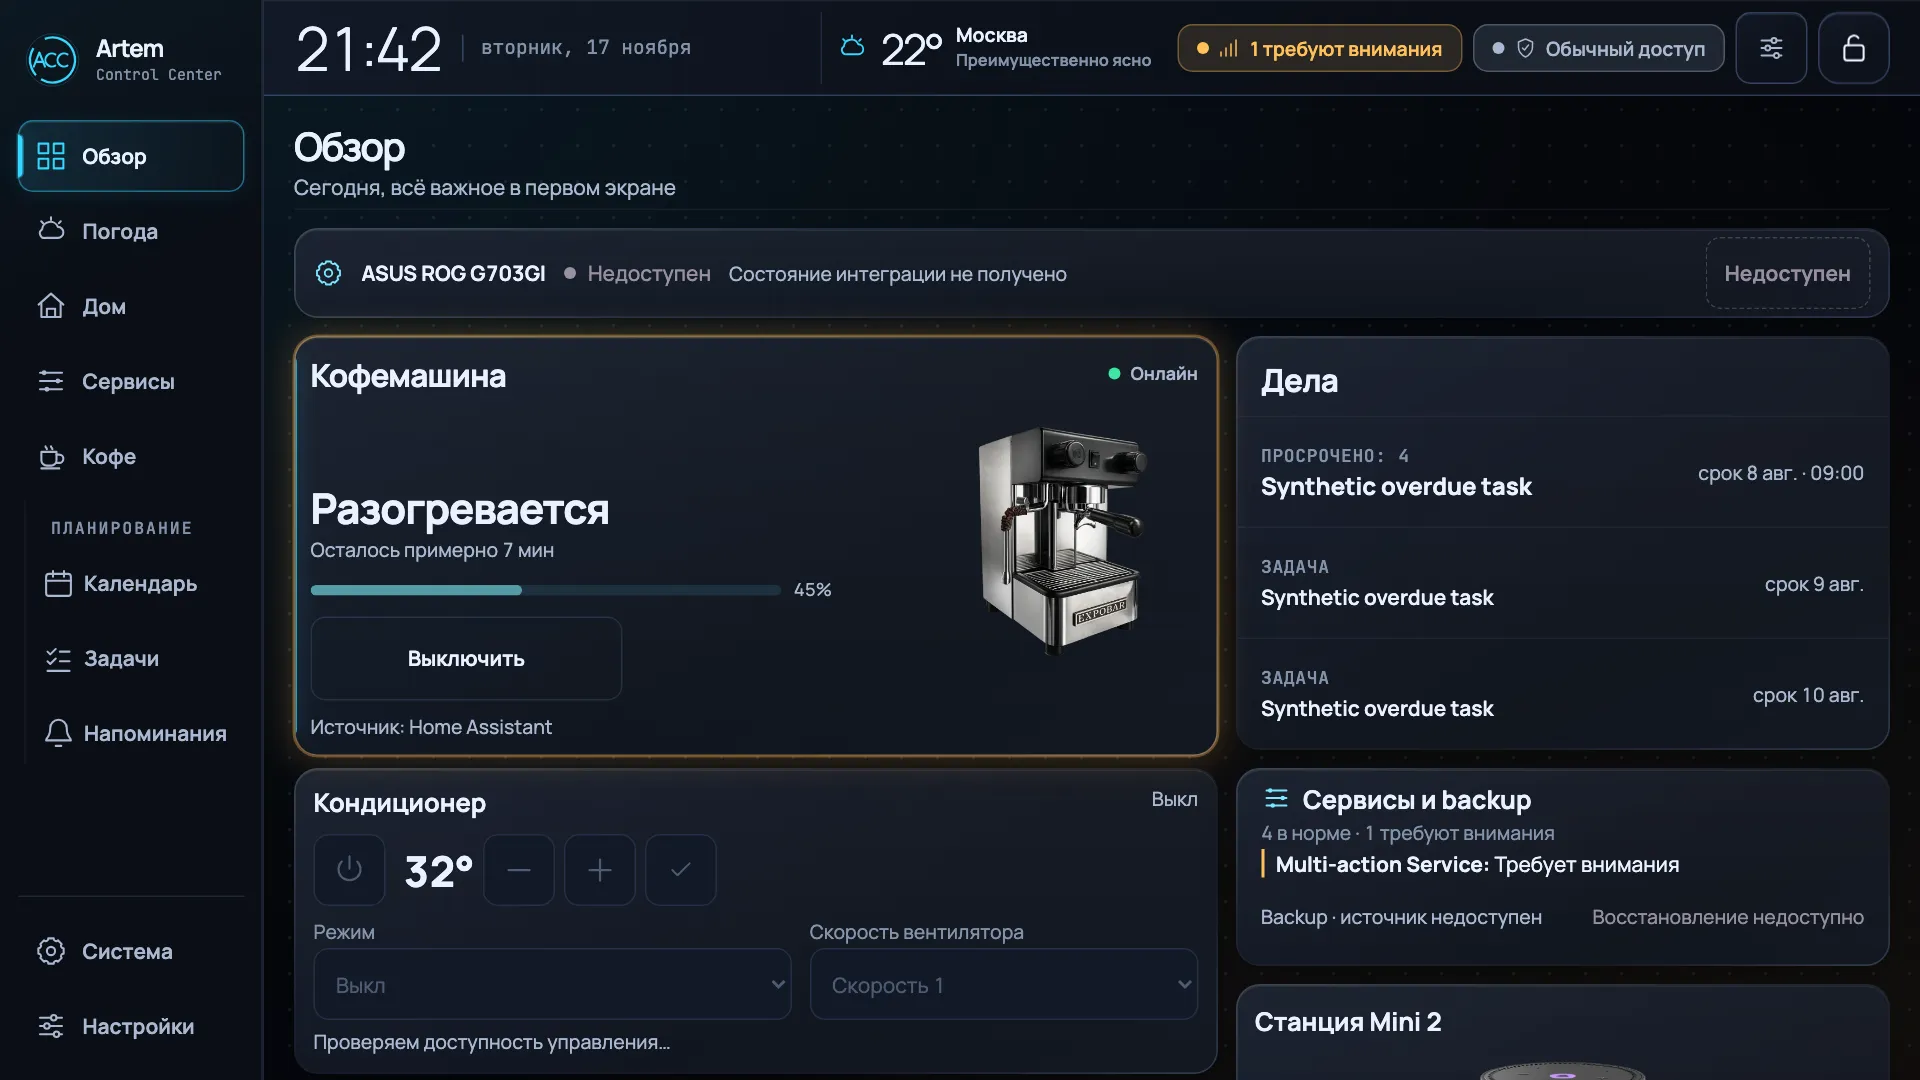 ACC
Artem
Control Center
Обзор
Погода
Дом
Сервисы
Кофе
ПЛАНИРОВАНИЕ
Календарь
Задачи
Напоминания
Система
Настройки
21:42
вторник, 17 ноября
22°
Москва
Преимущественно ясно
1 требуют внимания
Обычный доступ
Обзор
Сегодня, всё важное в первом экране
ASUS ROG G703GI
Недоступен
Состояние интеграции не получено
Недоступен
Кофемашина
Онлайн
Разогревается
Осталось примерно 7 мин
45%
Выключить
Источник: Home Assistant
EXPOBAR
Дела
ПРОСРОЧЕНО: 4
Synthetic overdue task
срок 8 авг. · 09:00
ЗАДАЧА
Synthetic overdue task
срок 9 авг.
ЗАДАЧА
Synthetic overdue task
срок 10 авг.
Кондиционер
Выкл
32°
Режим
Выкл
Скорость вентилятора
Скорость 1
Проверяем доступность управления…
Сервисы и backup
4 в норме · 1 требуют внимания
Multi-action Service: Требует внимания
Backup · источник недоступен
Восстановление недоступно
Станция Mini 2